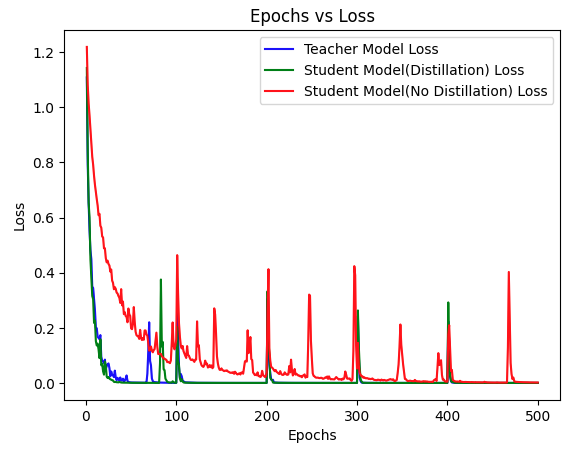 Epochs vs Loss
Teacher Model Loss
Student Model(Distillation) Loss
Student Model(No Distillation) Loss
1.2
1.0
0.8
0.6
0.4
0.2
0.0
Loss
0 100 200 300 400 500
Epochs